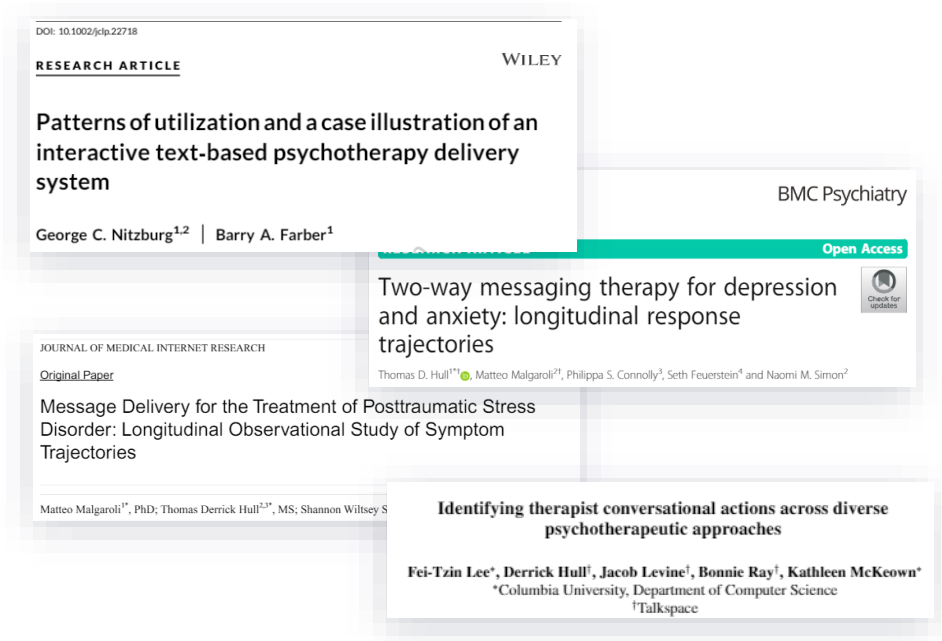 DOI: 10.1002/jclp.22718
RESEARCH ARTICLE
WILEY
Patterns of utilization and a case illustration of an
interactive text-based psychotherapy delivery
system
George C. Nitzburg1,2 | Barry A. Farber1
BMC Psychiatry
Open Access
Two-way messaging therapy for depression
and anxiety: longitudinal response
trajectories
Check for
updates
Thomas D. Hull1*†, Matteo Malgaroli2†, Philippa S. Connolly3, Seth Feuerstein4 and Naomi M. Simon2
JOURNAL OF MEDICAL INTERNET RESEARCH
Original Paper
Message Delivery for the Treatment of Posttraumatic Stress
Disorder: Longitudinal Observational Study of Symptom
Trajectories
Matteo Malgaroli1*, PhD; Thomas Derrick Hull2,3*, MS; Shannon Wiltsey S
Identifying therapist conversational actions across diverse
psychotherapeutic approaches
Fei-Tzin Lee*, Derrick Hull†, Jacob Levine†, Bonnie Ray†, Kathleen McKeown*
*Columbia University, Department of Computer Science
†Talkspace